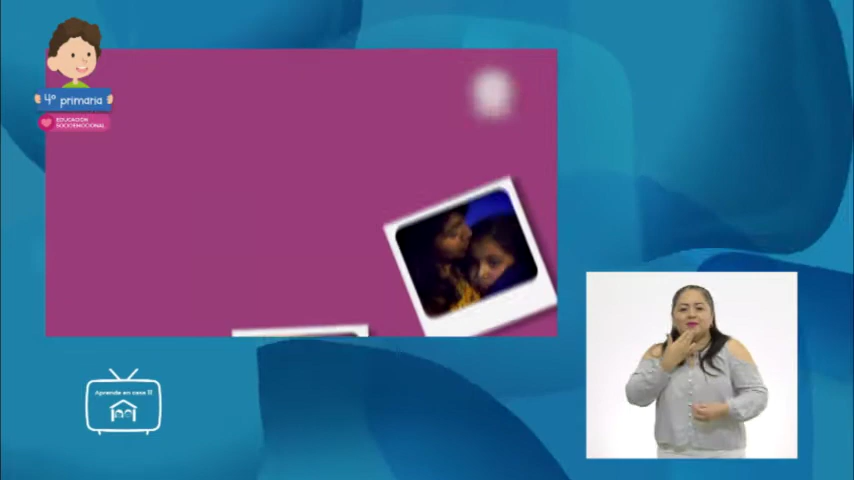 4º primaria
EDUCACIÓN
SOCIOEMOCIONAL
Aprende en casa II